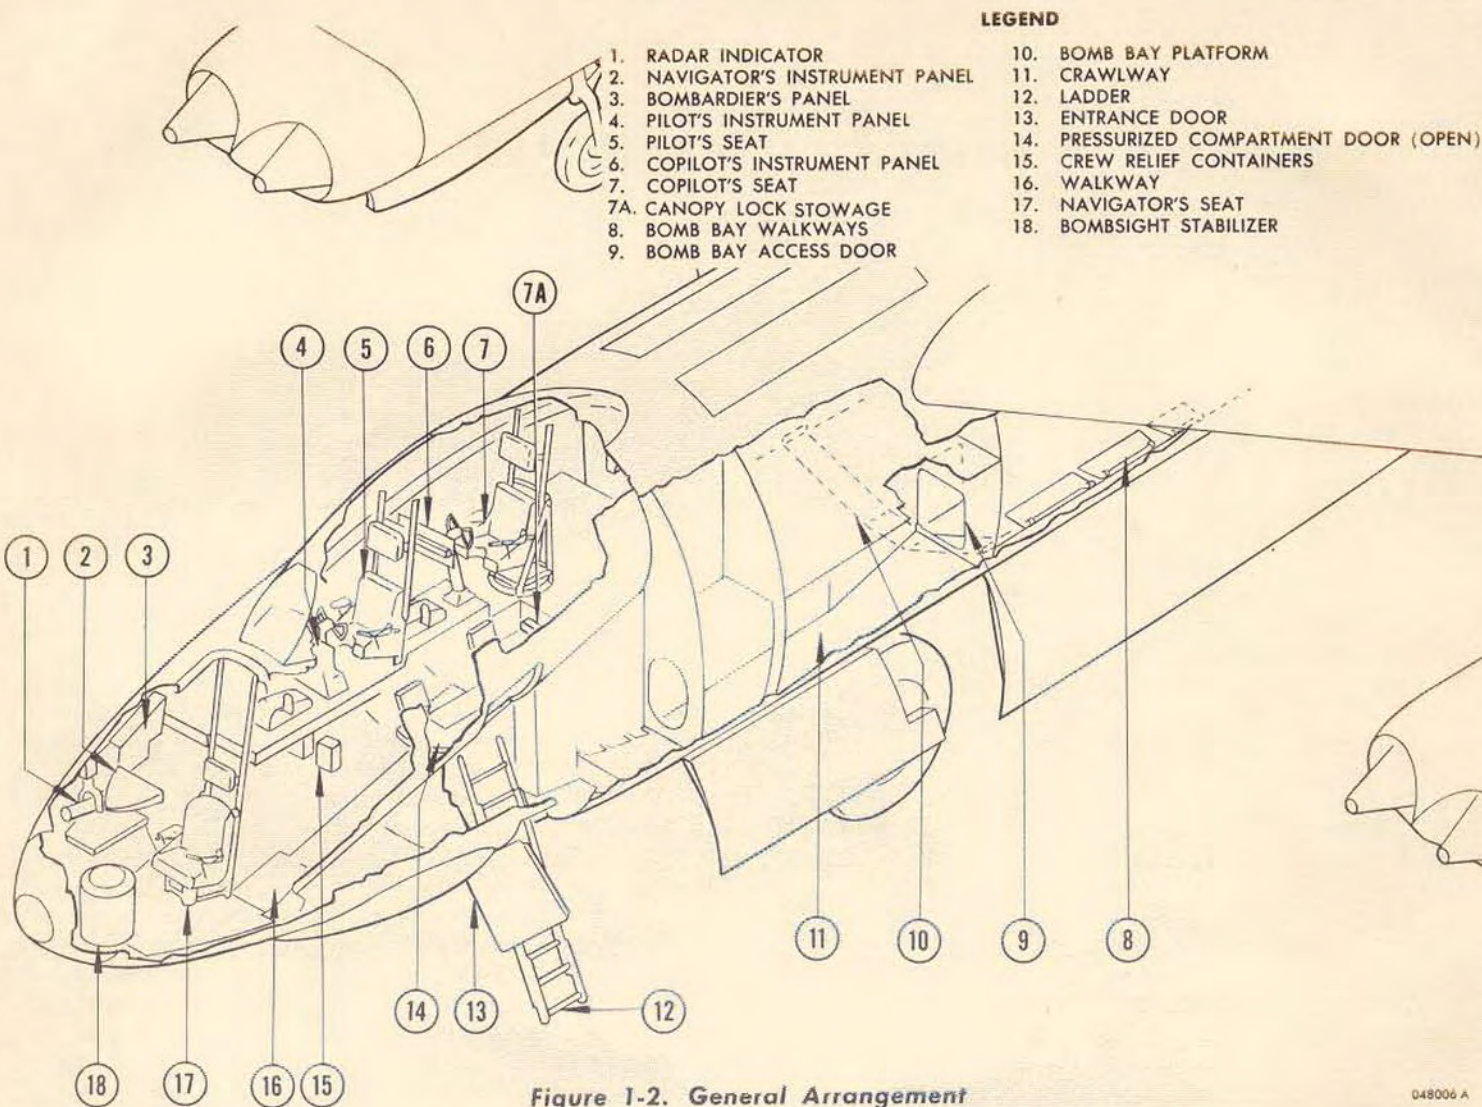 LEGEND
1. RADAR INDICATOR
2. NAVIGATOR'S INSTRUMENT PANEL
3. BOMBARDIER'S PANEL
4. PILOT'S INSTRUMENT PANEL
5. PILOT'S SEAT
6. COPILOT'S INSTRUMENT PANEL
7. COPILOT'S SEAT
7A. CANOPY LOCK STOWAGE
8. BOMB BAY WALKWAYS
9. BOMB BAY ACCESS DOOR
10. BOMB BAY PLATFORM
11. CRAWLWAY
12. LADDER
13. ENTRANCE DOOR
14. PRESSURIZED COMPARTMENT DOOR (OPEN)
15. CREW RELIEF CONTAINERS
16. WALKWAY
17. NAVIGATOR'S SEAT
18. BOMBSIGHT STABILIZER
7A
4
5
6
7
1
2
3
11
10
9
8
14
13
12
18
17
16
15
Figure 1-2. General Arrangement
048006 A